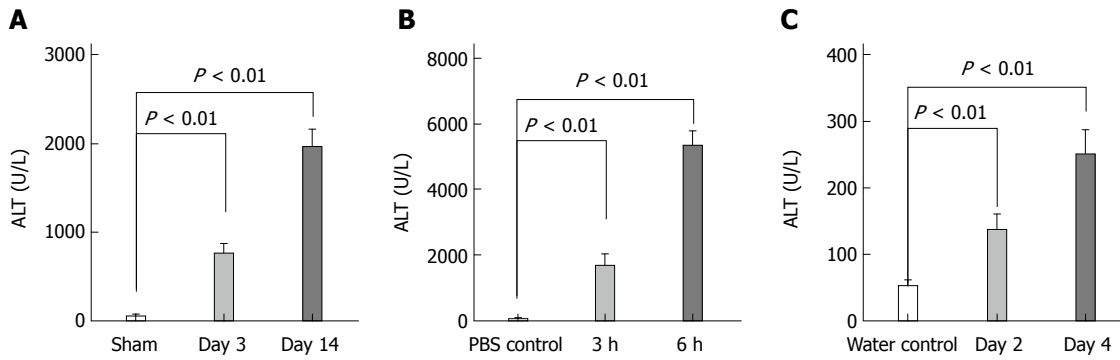 A
3000
2000
1000
0
ALT (U/L)
P < 0.01
P < 0.01
Sham Day 3 Day 14
B
8000
6000
4000
2000
0
ALT (U/L)
P < 0.01
P < 0.01
PBS control 3 h 6 h
C
400
300
200
100
0
ALT (U/L)
P < 0.01
P < 0.01
Water control Day 2 Day 4